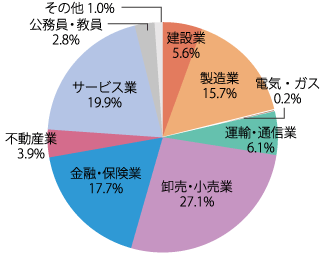 その他 1.0%
公務員・教員
2.8%
建設業
5.6%
製造業
15.7%
電気・ガス
0.2%
運輸・通信業
6.1%
卸売・小売業
27.1%
金融・保険業
17.7%
不動産業
3.9%
サービス業
19.9%